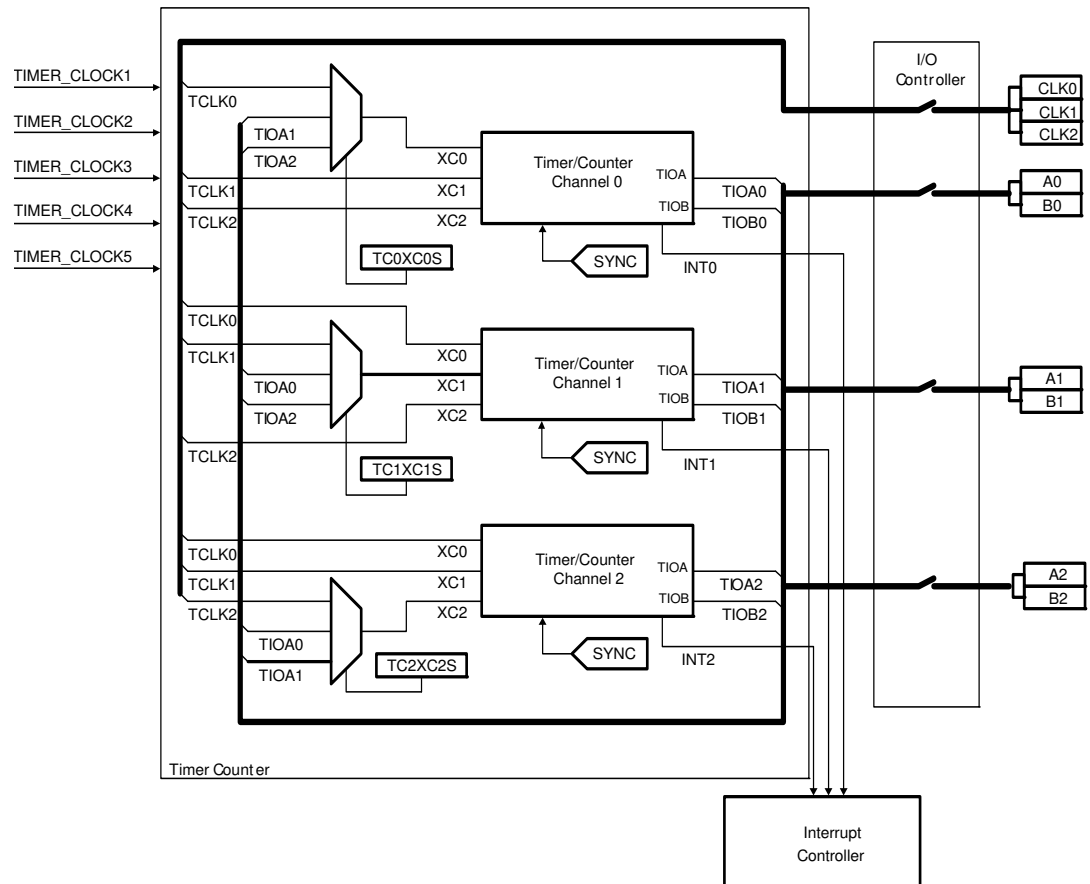 TIMER_CLOCK1
TIMER_CLOCK2
TIMER_CLOCK3
TIMER_CLOCK4
TIMER_CLOCK5
TCLK0
TIOA1
TIOA2
TCLK1
TCLK2
XC0
XC1
XC2
Timer/Counter
Channel 0
TIOA
TIOB
TIOA0
TIOB0
TC0XC0S
SYNC
INT0
TCLK0
TCLK1
TIOA0
TIOA2
TCLK2
XC0
XC1
XC2
Timer/Counter
Channel 1
TIOA
TIOB
TIOA1
TIOB1
TC1XC1S
SYNC
INT1
TCLK0
TCLK1
TCLK2
TIOA0
TIOA1
XC0
XC1
XC2
Timer/Counter
Channel 2
TIOA
TIOB
TIOA2
TIOB2
TC2XC2S
SYNC
INT2
Timer Counter
I/O
Controller
CLK0
CLK1
CLK2
A0
B0
A1
B1
A2
B2
Interrupt
Controller